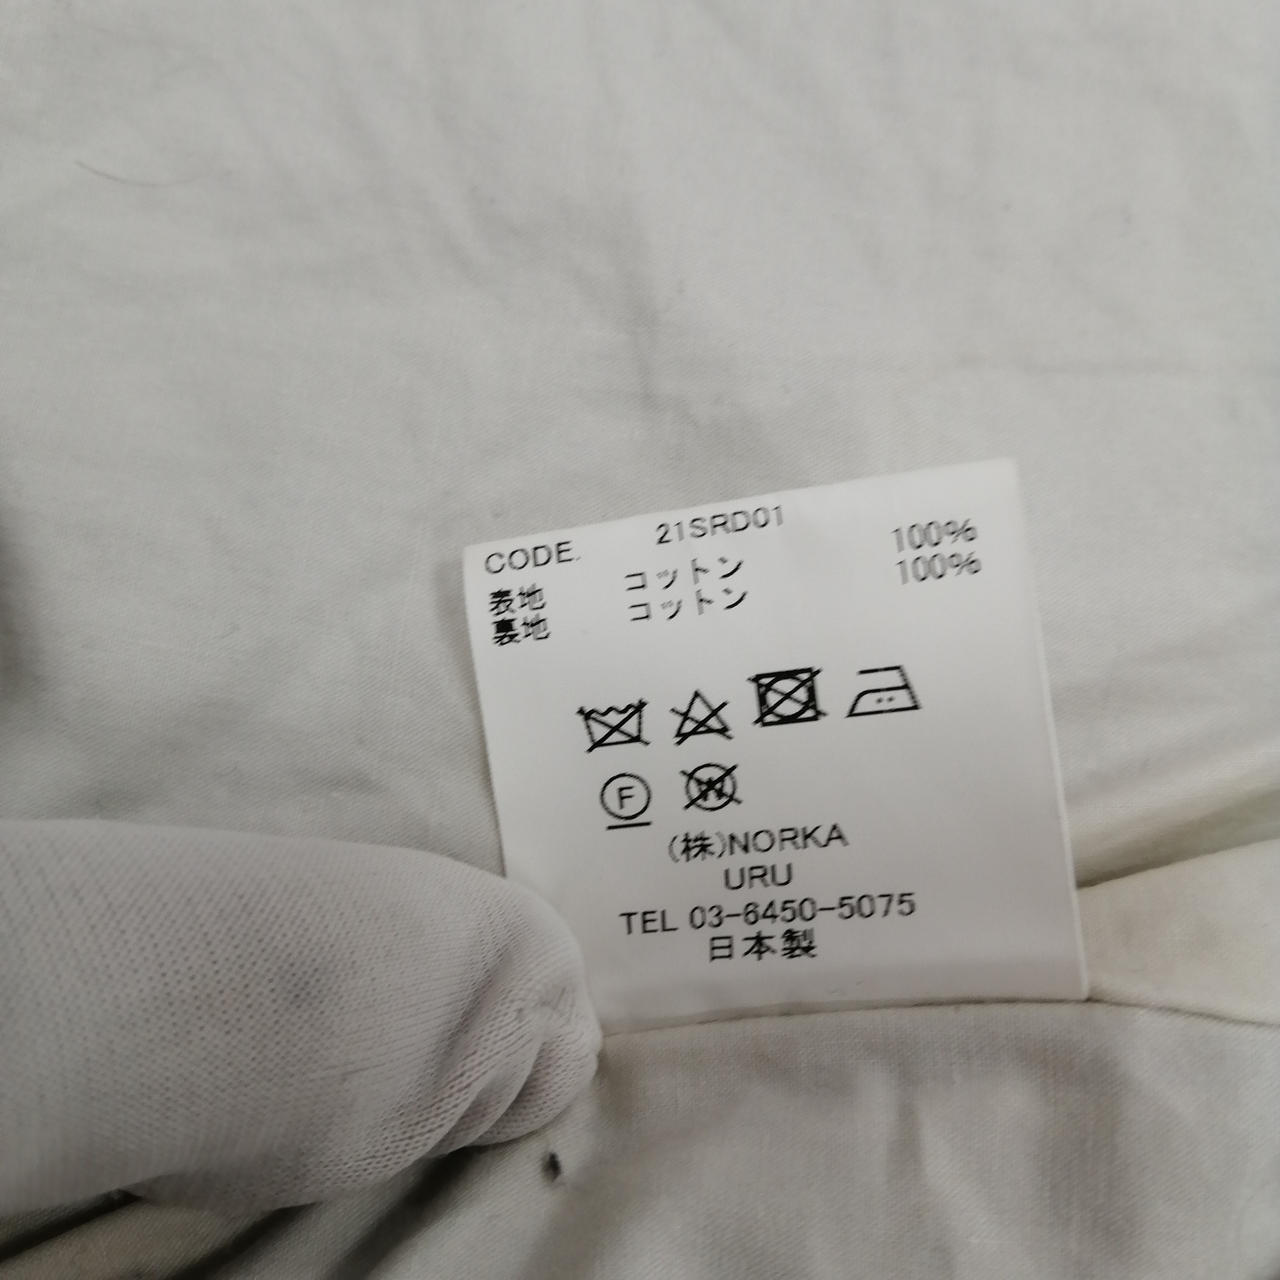 CODE. 21SRD01
表地 コットン 100%
裏地 コットン 100%
F W
(株)NORKA
URU
TEL 03-6450-5075
日本製